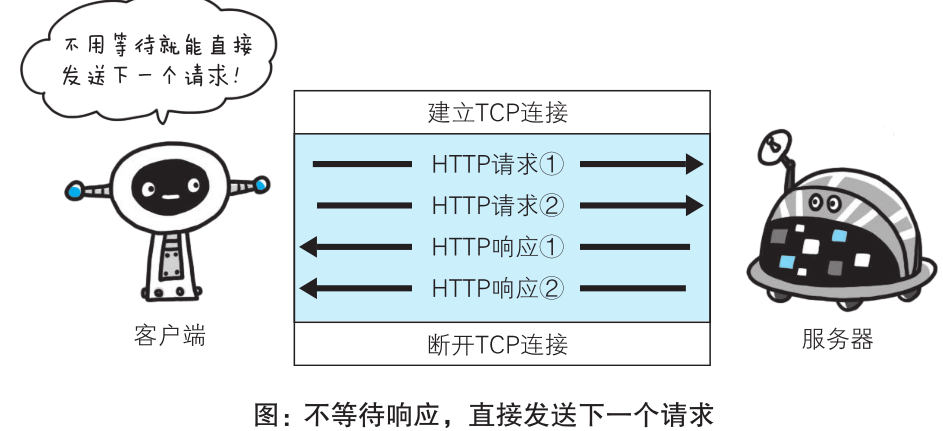 不用等待就能直接
发送下一个请求!
建立TCP连接
HTTP请求①
HTTP请求②
HTTP响应①
HTTP响应②
断开TCP连接
客户端
服务器
图：不等待响应，直接发送下一个请求